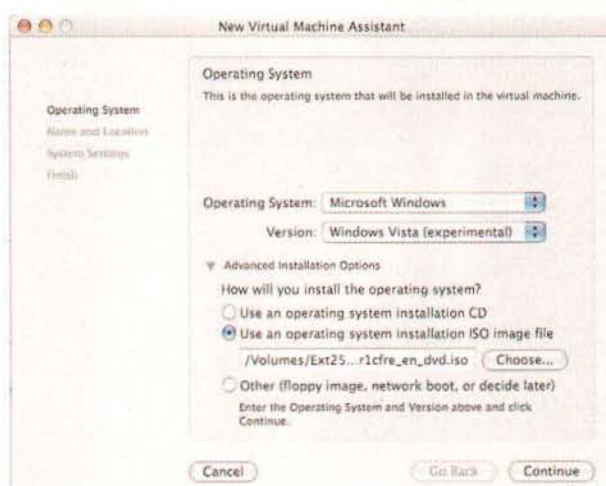 New Virtual Machine Assistant
Operating System
Name and Location
System Settings
Finish
Operating System
This is the operating system that will be installed in the virtual machine.
Operating System: Microsoft Windows
Version: Windows Vista (experimental)
Advanced Installation Options
How will you install the operating system?
Use an operating system installation CD
Use an operating system installation ISO image file
/Volumes/Ext25...r1cfre_en_dvd.iso Choose...
Other (floppy image, network boot, or decide later)
Enter the Operating System and Version above and click
Continue.
Cancel Go Back Continue